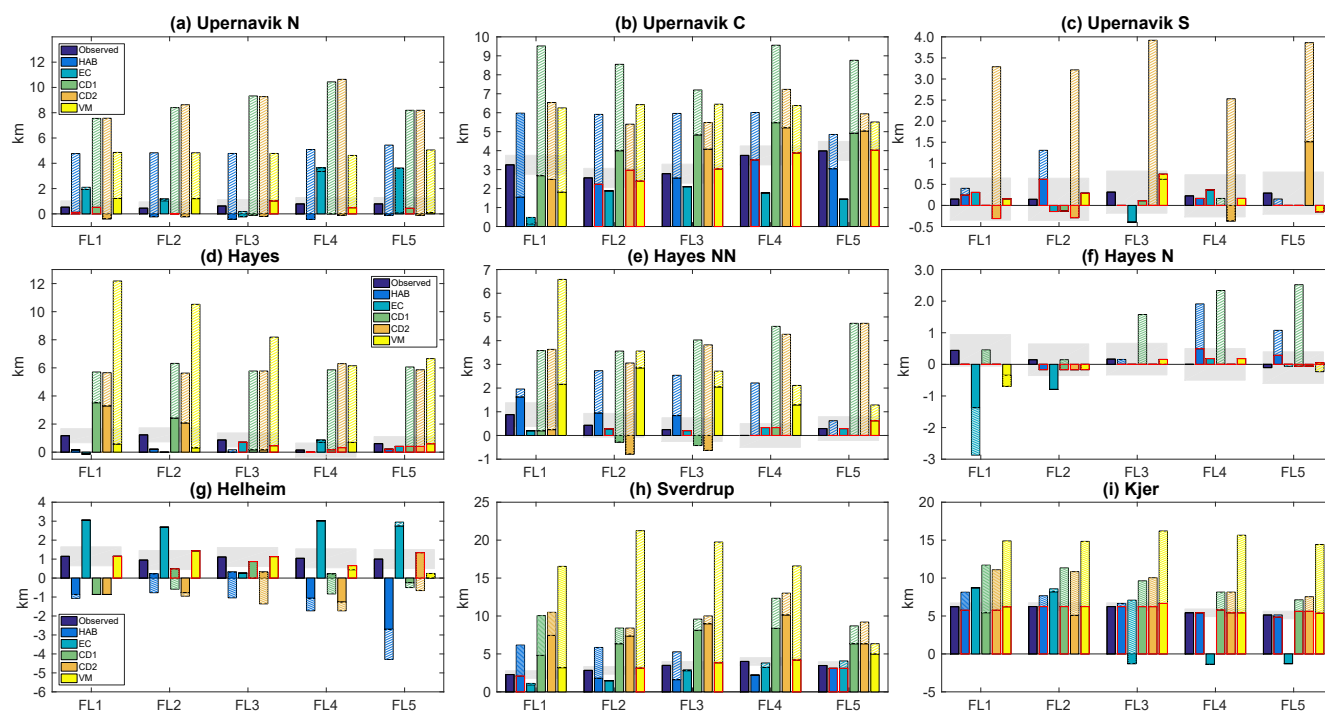 (a) Upernavik N
(b) Upernavik C
(c) Upernavik S
km
12
10
8
6
4
2
0
Observed
HAB
EC
CD1
CD2
VM
FL1 FL2 FL3 FL4 FL5
10
9
8
7
6
5
4
3
2
1
0
FL1 FL2 FL3 FL4 FL5
km
4.0
3.5
3.0
2.5
2.0
1.5
1.0
0.5
0
-0.5
FL1 FL2 FL3 FL4 FL5
(d) Hayes
(e) Hayes NN
(f) Hayes N
km
12
10
8
6
4
2
0
Observed
HAB
EC
CD1
CD2
VM
FL1 FL2 FL3 FL4 FL5
km
7
6
5
4
3
2
1
0
-1
FL1 FL2 FL3 FL4 FL5
km
3.0
2.0
1.0
0
-1
-2
-3
FL1 FL2 FL3 FL4 FL5
(g) Helheim
(h) Sverdrup
(i) Kjer
km
4
3
2
1
0
-1
-2
-3
-4
-5
-6
Observed
HAB
EC
CD1
CD2
VM
FL1 FL2 FL3 FL4 FL5
km
25
20
15
10
5
0
FL1 FL2 FL3 FL4 FL5
km
20
15
10
5
0
-5
FL1 FL2 FL3 FL4 FL5